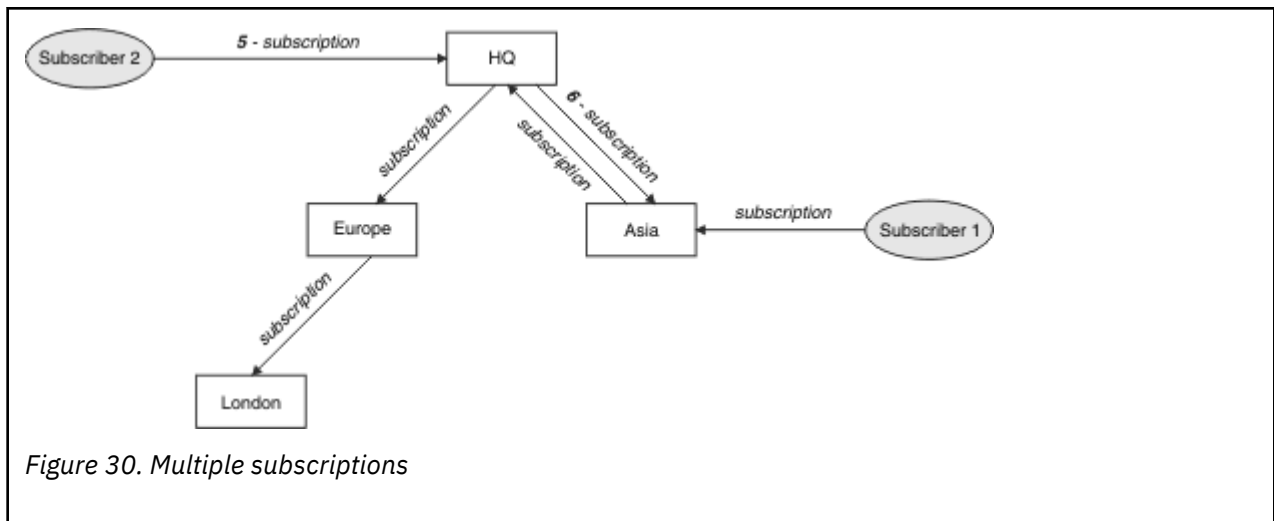 Subscriber 2
5 - subscription
HQ
subscription
6 - subscription
subscription
Europe
Asia
subscription
Subscriber 1
subscription
London
Figure 30. Multiple subscriptions